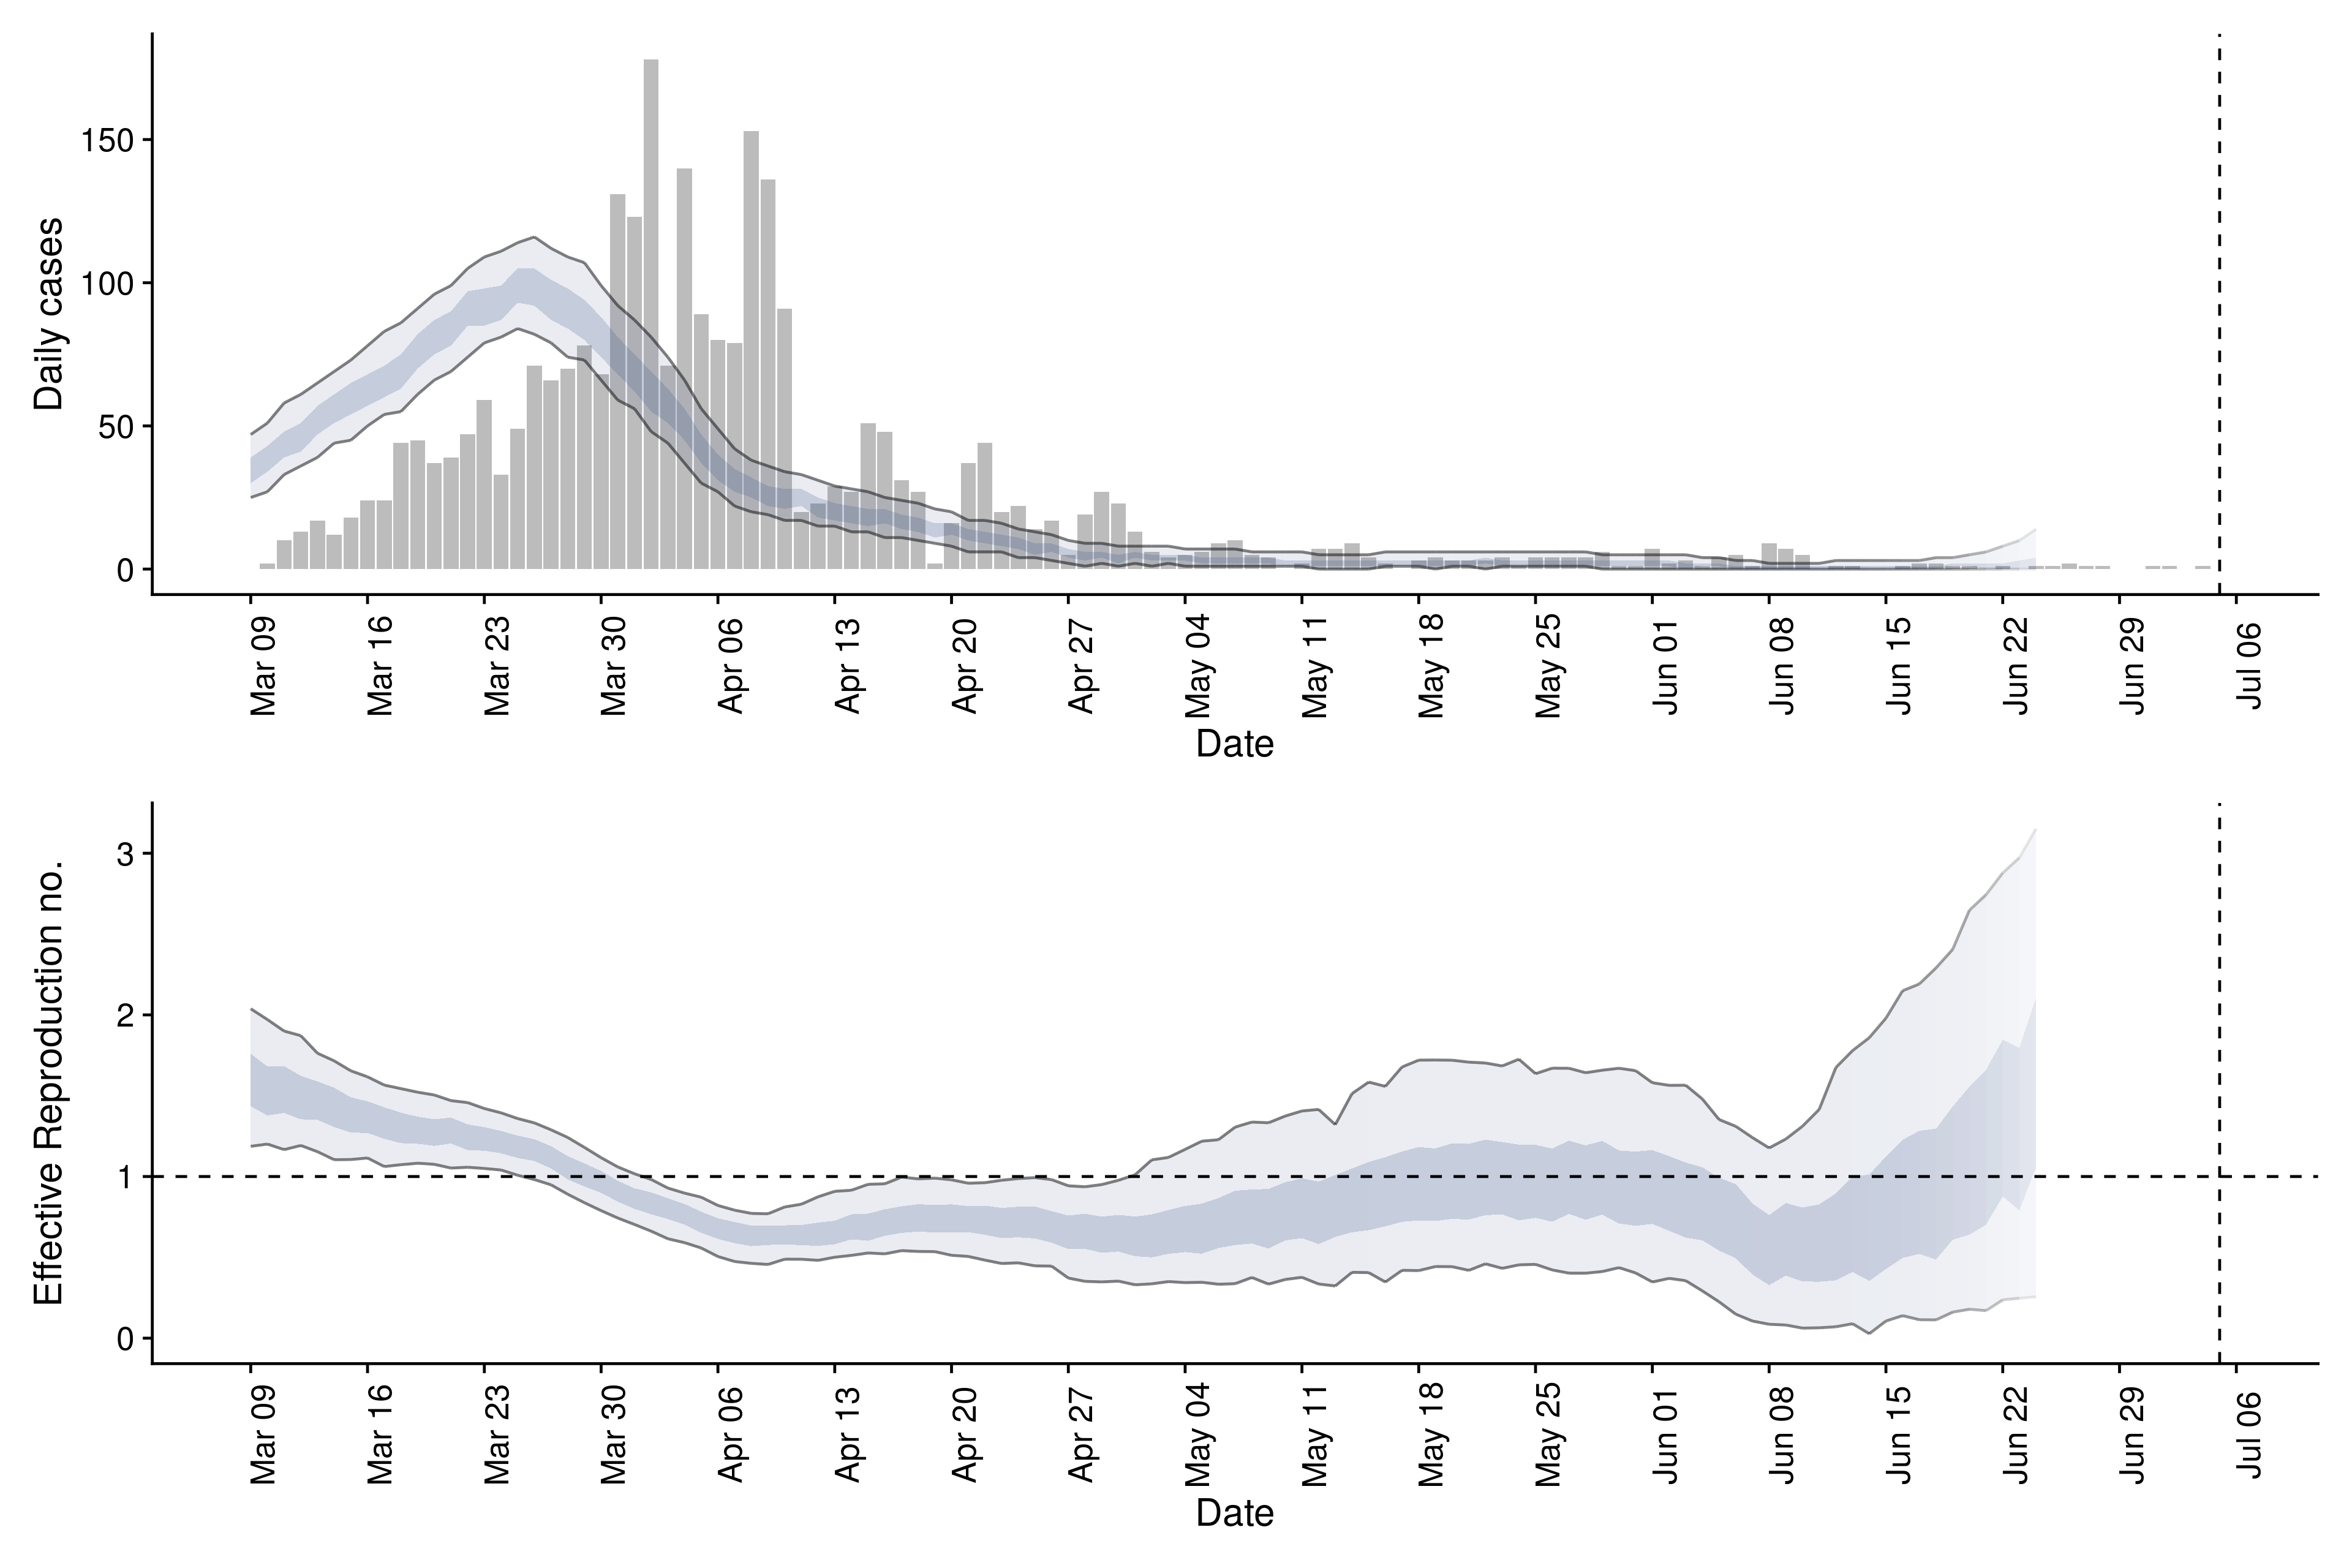 Daily cases
150
100
50
0
Mar 09
Mar 16
Mar 23
Mar 30
Apr 06
Apr 13
Apr 20
Apr 27
May 04
May 11
May 18
May 25
Jun 01
Jun 08
Jun 15
Jun 22
Jun 29
Jul 06
Date
Effective Reproduction no.
3
2
1
0
Mar 09
Mar 16
Mar 23
Mar 30
Apr 06
Apr 13
Apr 20
Apr 27
May 04
May 11
May 18
May 25
Jun 01
Jun 08
Jun 15
Jun 22
Jun 29
Jul 06
Date